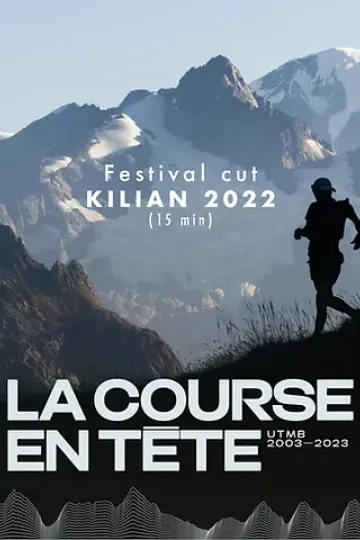 Festival cut
KILIAN 2022
(15 min)
LA COURSE
EN TÊTE
UTMB
2003—2023